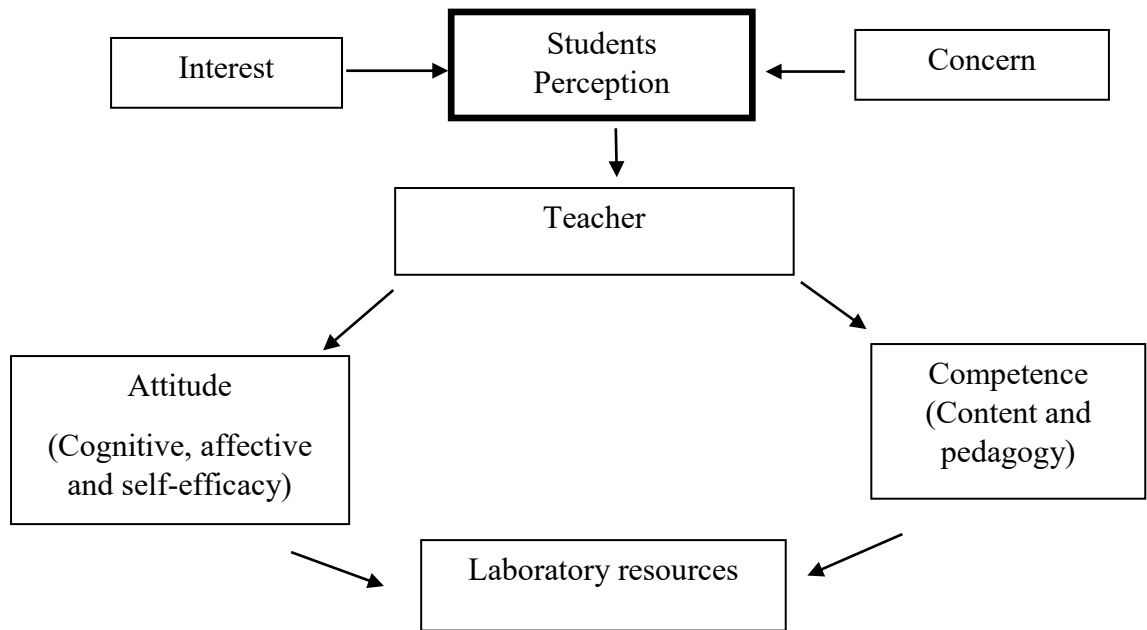 Interest
Students
Perception
Concern
Teacher
Attitude
(Cognitive, affective
and self-efficacy)
Competence
(Content and
pedagogy)
Laboratory resources